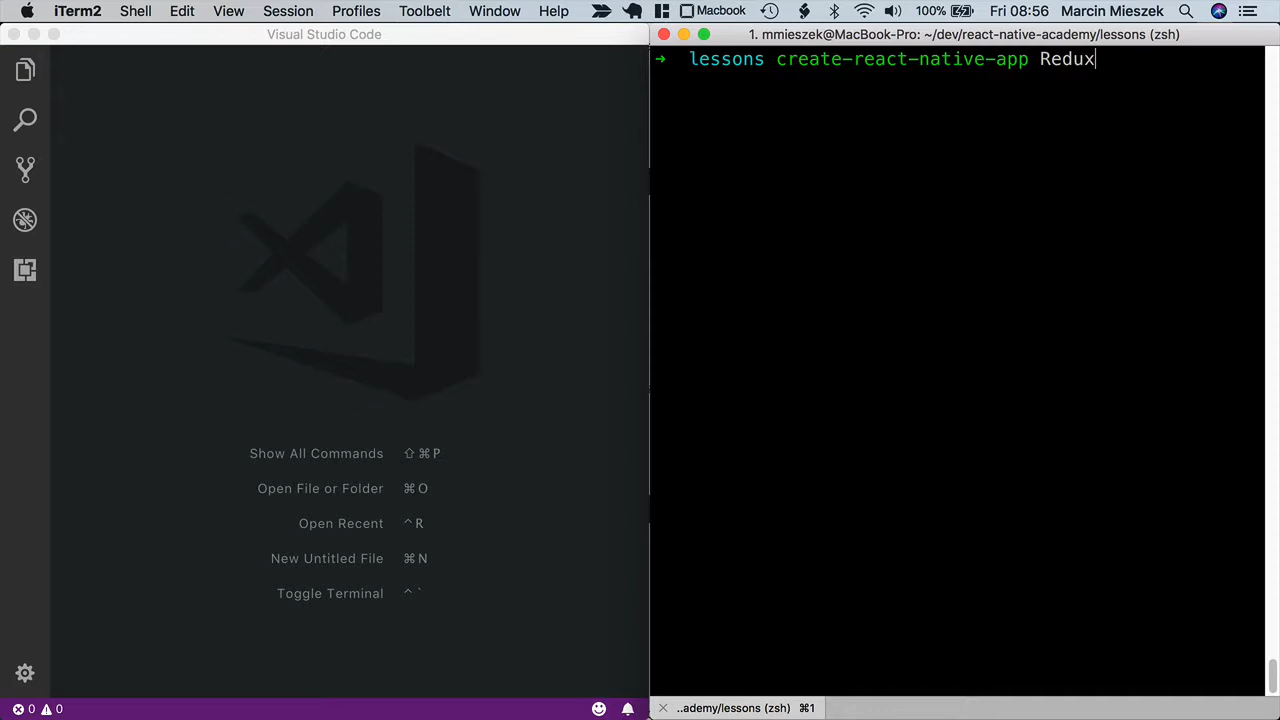 iTerm2 Shell Edit View Session Profiles Toolbelt Window Help Macbook 100% Fri 08:56 Marcin Mieszek
Visual Studio Code
1. mmieszek@MacBook-Pro: ~/dev/react-native-academy/lessons (zsh)
➜ lessons create-react-native-app Redux
Show All Commands ⇧⌘P
Open File or Folder ⌘O
Open Recent ^R
New Untitled File ⌘N
Toggle Terminal ^`
0 0
..ademy/lessons (zsh) ⌘1